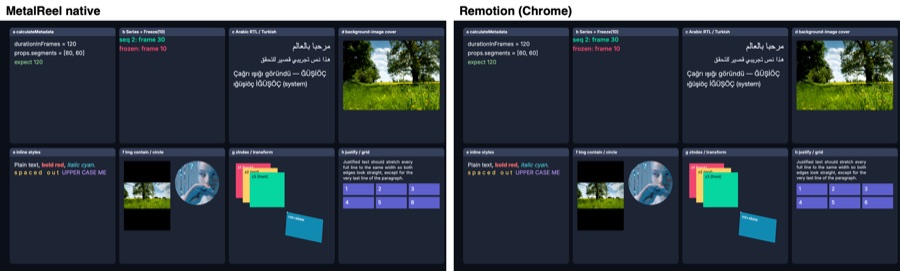 MetalReel native
a calculateMetadata
durationInFrames = 120
props.segments = [60, 60]
expect 120
b Series + Freeze(10)
seq 2: frame 30
frozen: frame 10
c Arabic RTL / Turkish
مرحبا بالعالم
هذا نص تجريبي قصير للتحقق
Çağrı ışığı göründü — ĞÜŞİÖÇ
ığüşiöç İĞÜŞÖÇ (system)
d background-image cover
e inline styles
Plain text, bold red, italic cyan.
spaced out UPPER CASE ME
f Img contain / circle
g zindex / transform
h justify / grid
Justified text should stretch every
full line to the same width so both
edges look straight, except for the
very last line of the paragraph.
1 2 3
4 5 6
Remotion (Chrome)
a calculateMetadata
durationInFrames = 120
props.segments = [60, 60]
expect 120
b Series + Freeze(10)
seq 2: frame 30
frozen: frame 10
c Arabic RTL / Turkish
مرحبا بالعالم
هذا نص تجريبي قصير للتحقق
Çağrı ışığı göründü — ĞÜŞİÖÇ
ığüşiöç İĞÜŞÖÇ (system)
d background-image cover
e inline styles
Plain text, bold red, italic cyan.
spaced out UPPER CASE ME
f Img contain / circle
g zindex / transform
h justify / grid
Justified text should stretch every
full line to the same width so both
edges look straight, except for the
very last line of the paragraph.
1 2 3
4 5 6